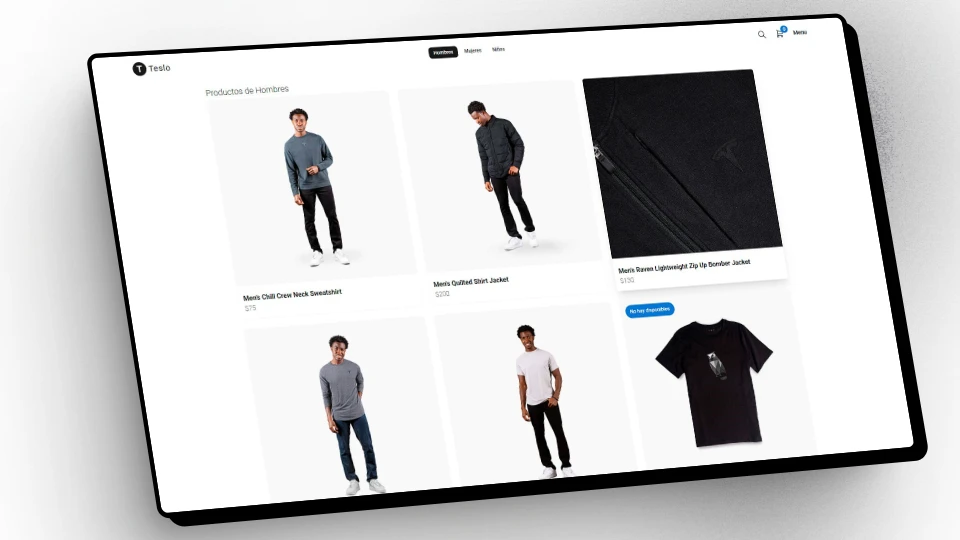 Teslo
Hombres Mujeres Niños
Menu
Productos de Hombres
Men's Chill Crew Neck Sweatshirt
$75
Men's Quilted Shirt Jacket
$200
Men's Raven Lightweight Zip Up Bomber Jacket
$130
No hay disponibles